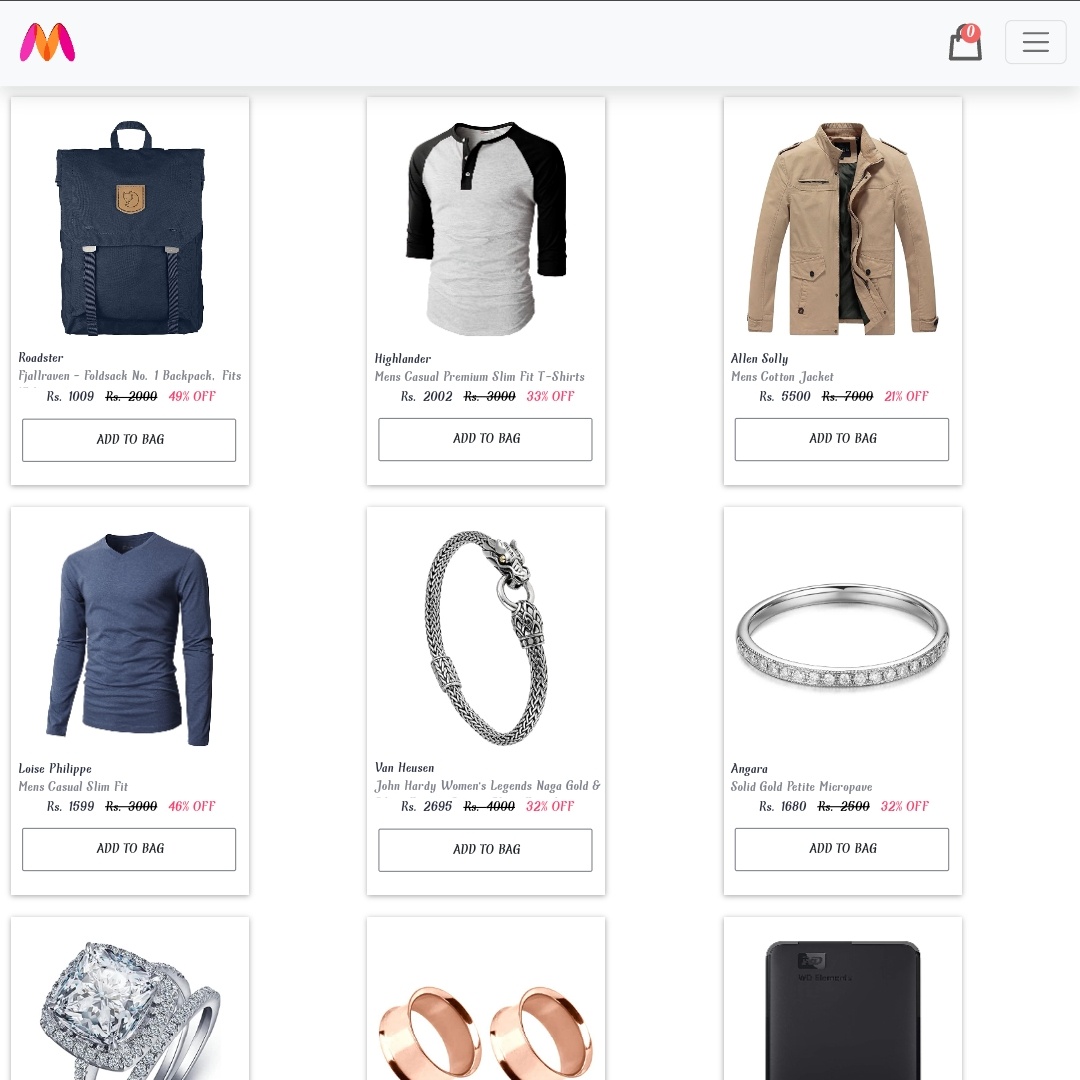 0
Roadster
Fjallraven - Foldsack No. 1 Backpack, Fits
Rs. 1009 Rs. 2000 49% OFF
ADD TO BAG
Highlander
Mens Casual Premium Slim Fit T-Shirts
Rs. 2002 Rs. 3000 33% OFF
ADD TO BAG
Allen Solly
Mens Cotton Jacket
Rs. 5500 Rs. 7000 21% OFF
ADD TO BAG
Loise Philippe
Mens Casual Slim Fit
Rs. 1599 Rs. 3000 46% OFF
ADD TO BAG
Van Heusen
John Hardy Women's Legends Naga Gold &
Rs. 2695 Rs. 4000 32% OFF
ADD TO BAG
Angara
Solid Gold Petite Micropave
Rs. 1680 Rs. 2500 32% OFF
ADD TO BAG
WD
WD Elements